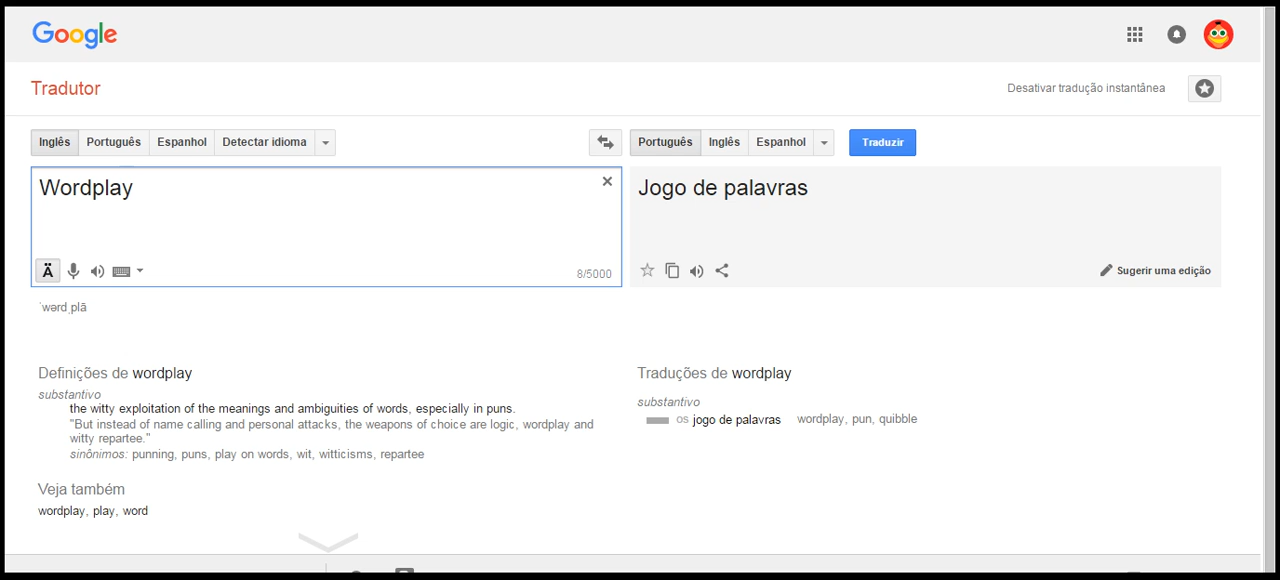 Google
Tradutor
Desativar tradução instantânea
Inglês Português Espanhol Detectar idioma
Português Inglês Espanhol Traduzir
Wordplay
Jogo de palavras
Ä
8/5000
Sugerir uma edição
ˈwərdˌplā
Definições de wordplay
substantivo
the witty exploitation of the meanings and ambiguities of words, especially in puns.
"But instead of name calling and personal attacks, the weapons of choice are logic, wordplay and
witty repartee."
sinônimos: punning, puns, play on words, wit, witticisms, repartee
Veja também
wordplay, play, word
Traduções de wordplay
substantivo
os jogo de palavras wordplay, pun, quibble